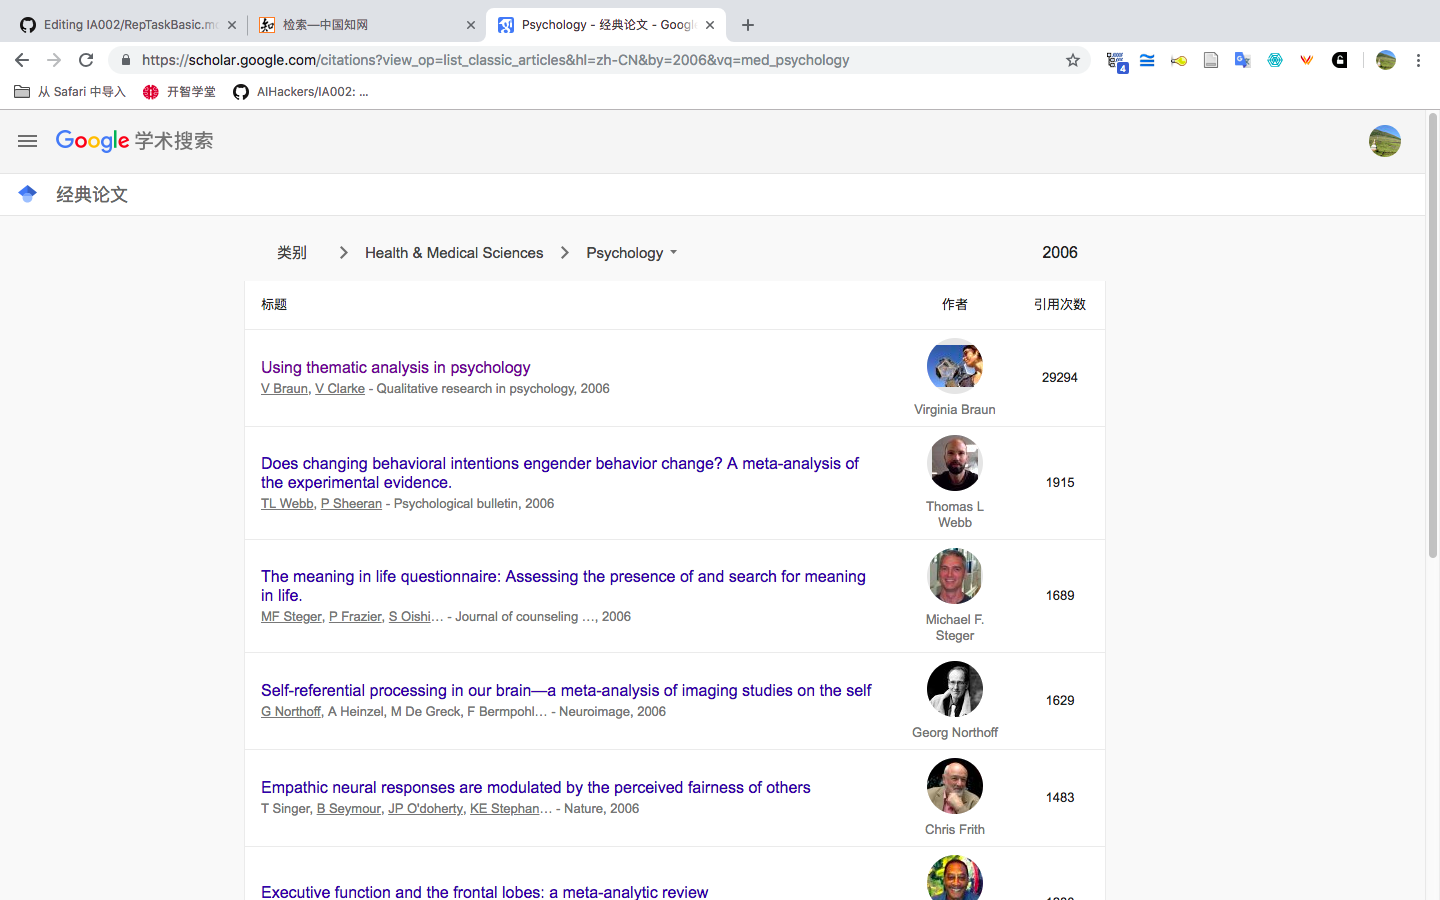 Editing IA002/RepTaskBasic.mc
检索—中国知网
Psychology - 经典论文 - Google
https://scholar.google.com/citations?view_op=list_classic_articles&hl=zh-CN&by=2006&vq=med_psychology
4
从 Safari 中导入
开智学堂
AIHackers/IA002: ...
Google 学术搜索
经典论文
类别
Health & Medical Sciences
Psychology
2006
标题
作者
引用次数
Using thematic analysis in psychology
V Braun, V Clarke - Qualitative research in psychology, 2006
Virginia Braun
29294
Does changing behavioral intentions engender behavior change? A meta-analysis of
the experimental evidence.
TL Webb, P Sheeran - Psychological bulletin, 2006
Thomas L
Webb
1915
The meaning in life questionnaire: Assessing the presence of and search for meaning
in life.
MF Steger, P Frazier, S Oishi… - Journal of counseling …, 2006
Michael F.
Steger
1689
Self-referential processing in our brain—a meta-analysis of imaging studies on the self
G Northoff, A Heinzel, M De Greck, F Bermpohl… - Neuroimage, 2006
Georg Northoff
1629
Empathic neural responses are modulated by the perceived fairness of others
T Singer, B Seymour, JP O'doherty, KE Stephan… - Nature, 2006
Chris Frith
1483
Executive function and the frontal lobes: a meta-analytic review